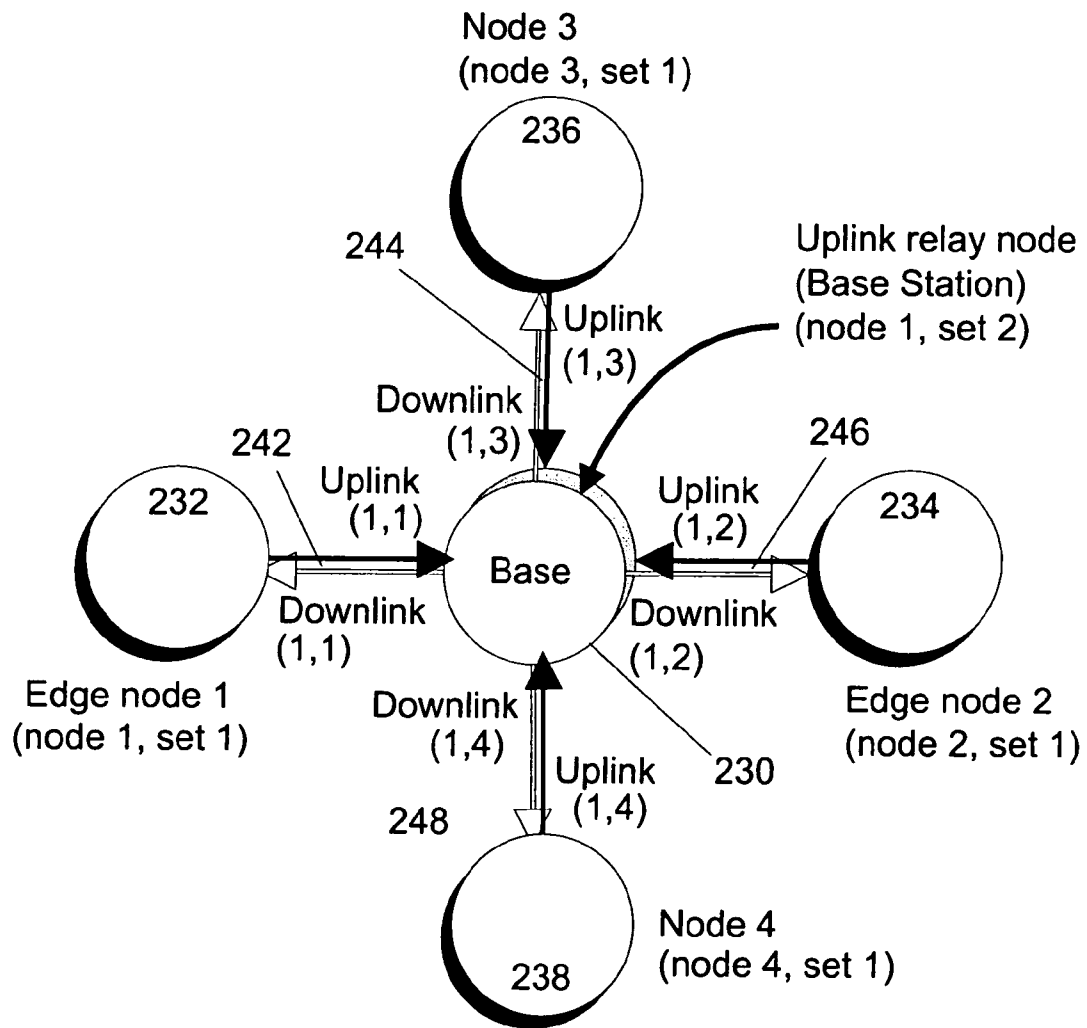 Node 3
(node 3, set 1)
236
244
Uplink relay node
(Base Station)
(node 1, set 2)
Uplink
(1,3)
Downlink
(1,3)
242
246
232
Uplink
(1,1)
Uplink
(1,2)
234
Base
Downlink
(1,1)
Downlink
(1,2)
Edge node 1
(node 1, set 1)
Downlink
(1,4)
Edge node 2
(node 2, set 1)
230
Uplink
(1,4)
248
Node 4
(node 4, set 1)
238